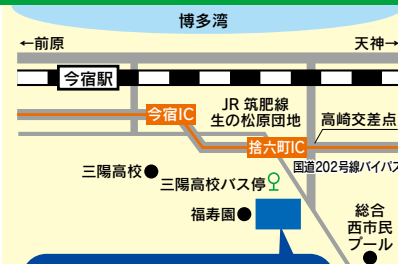 博多湾
←前原
天神→
今宿駅
今宿IC
JR 筑肥線
生の松原団地
高崎交差点
捨六町IC
国道202号線バイパス
三陽高校
三陽高校バス停
福寿園
総合
西市民
プール